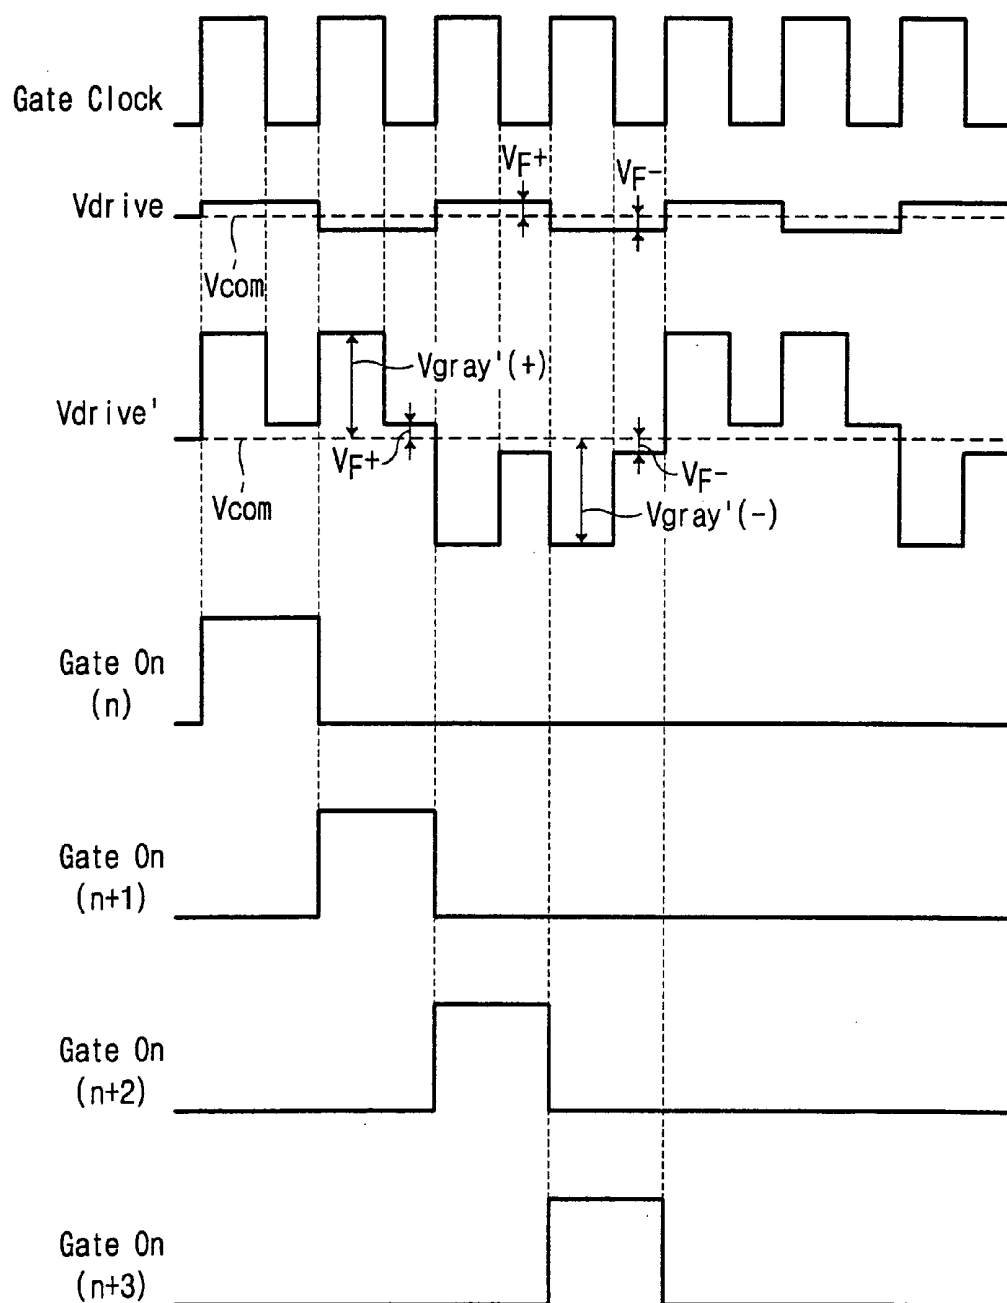 Gate Clock
VF+
VF-
Vdrive
Vcom
Vgray'(+)
Vdrive'
VF+
VF-
Vcom
Vgray'(-)
Gate On
(n)
Gate On
(n+1)
Gate On
(n+2)
Gate On
(n+3)